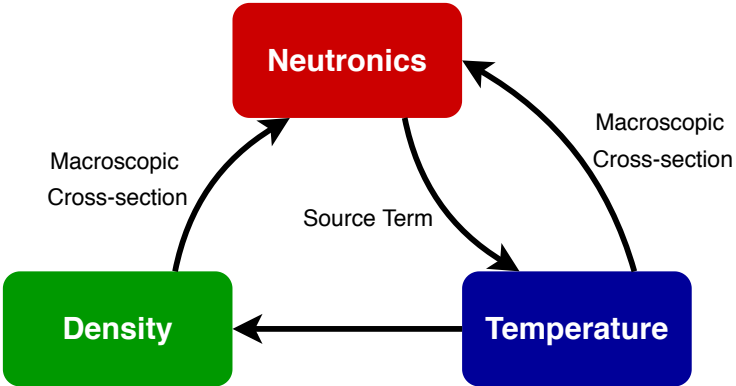 Neutronics
Macroscopic
Cross-section
Macroscopic
Cross-section
Source Term
Density
Temperature